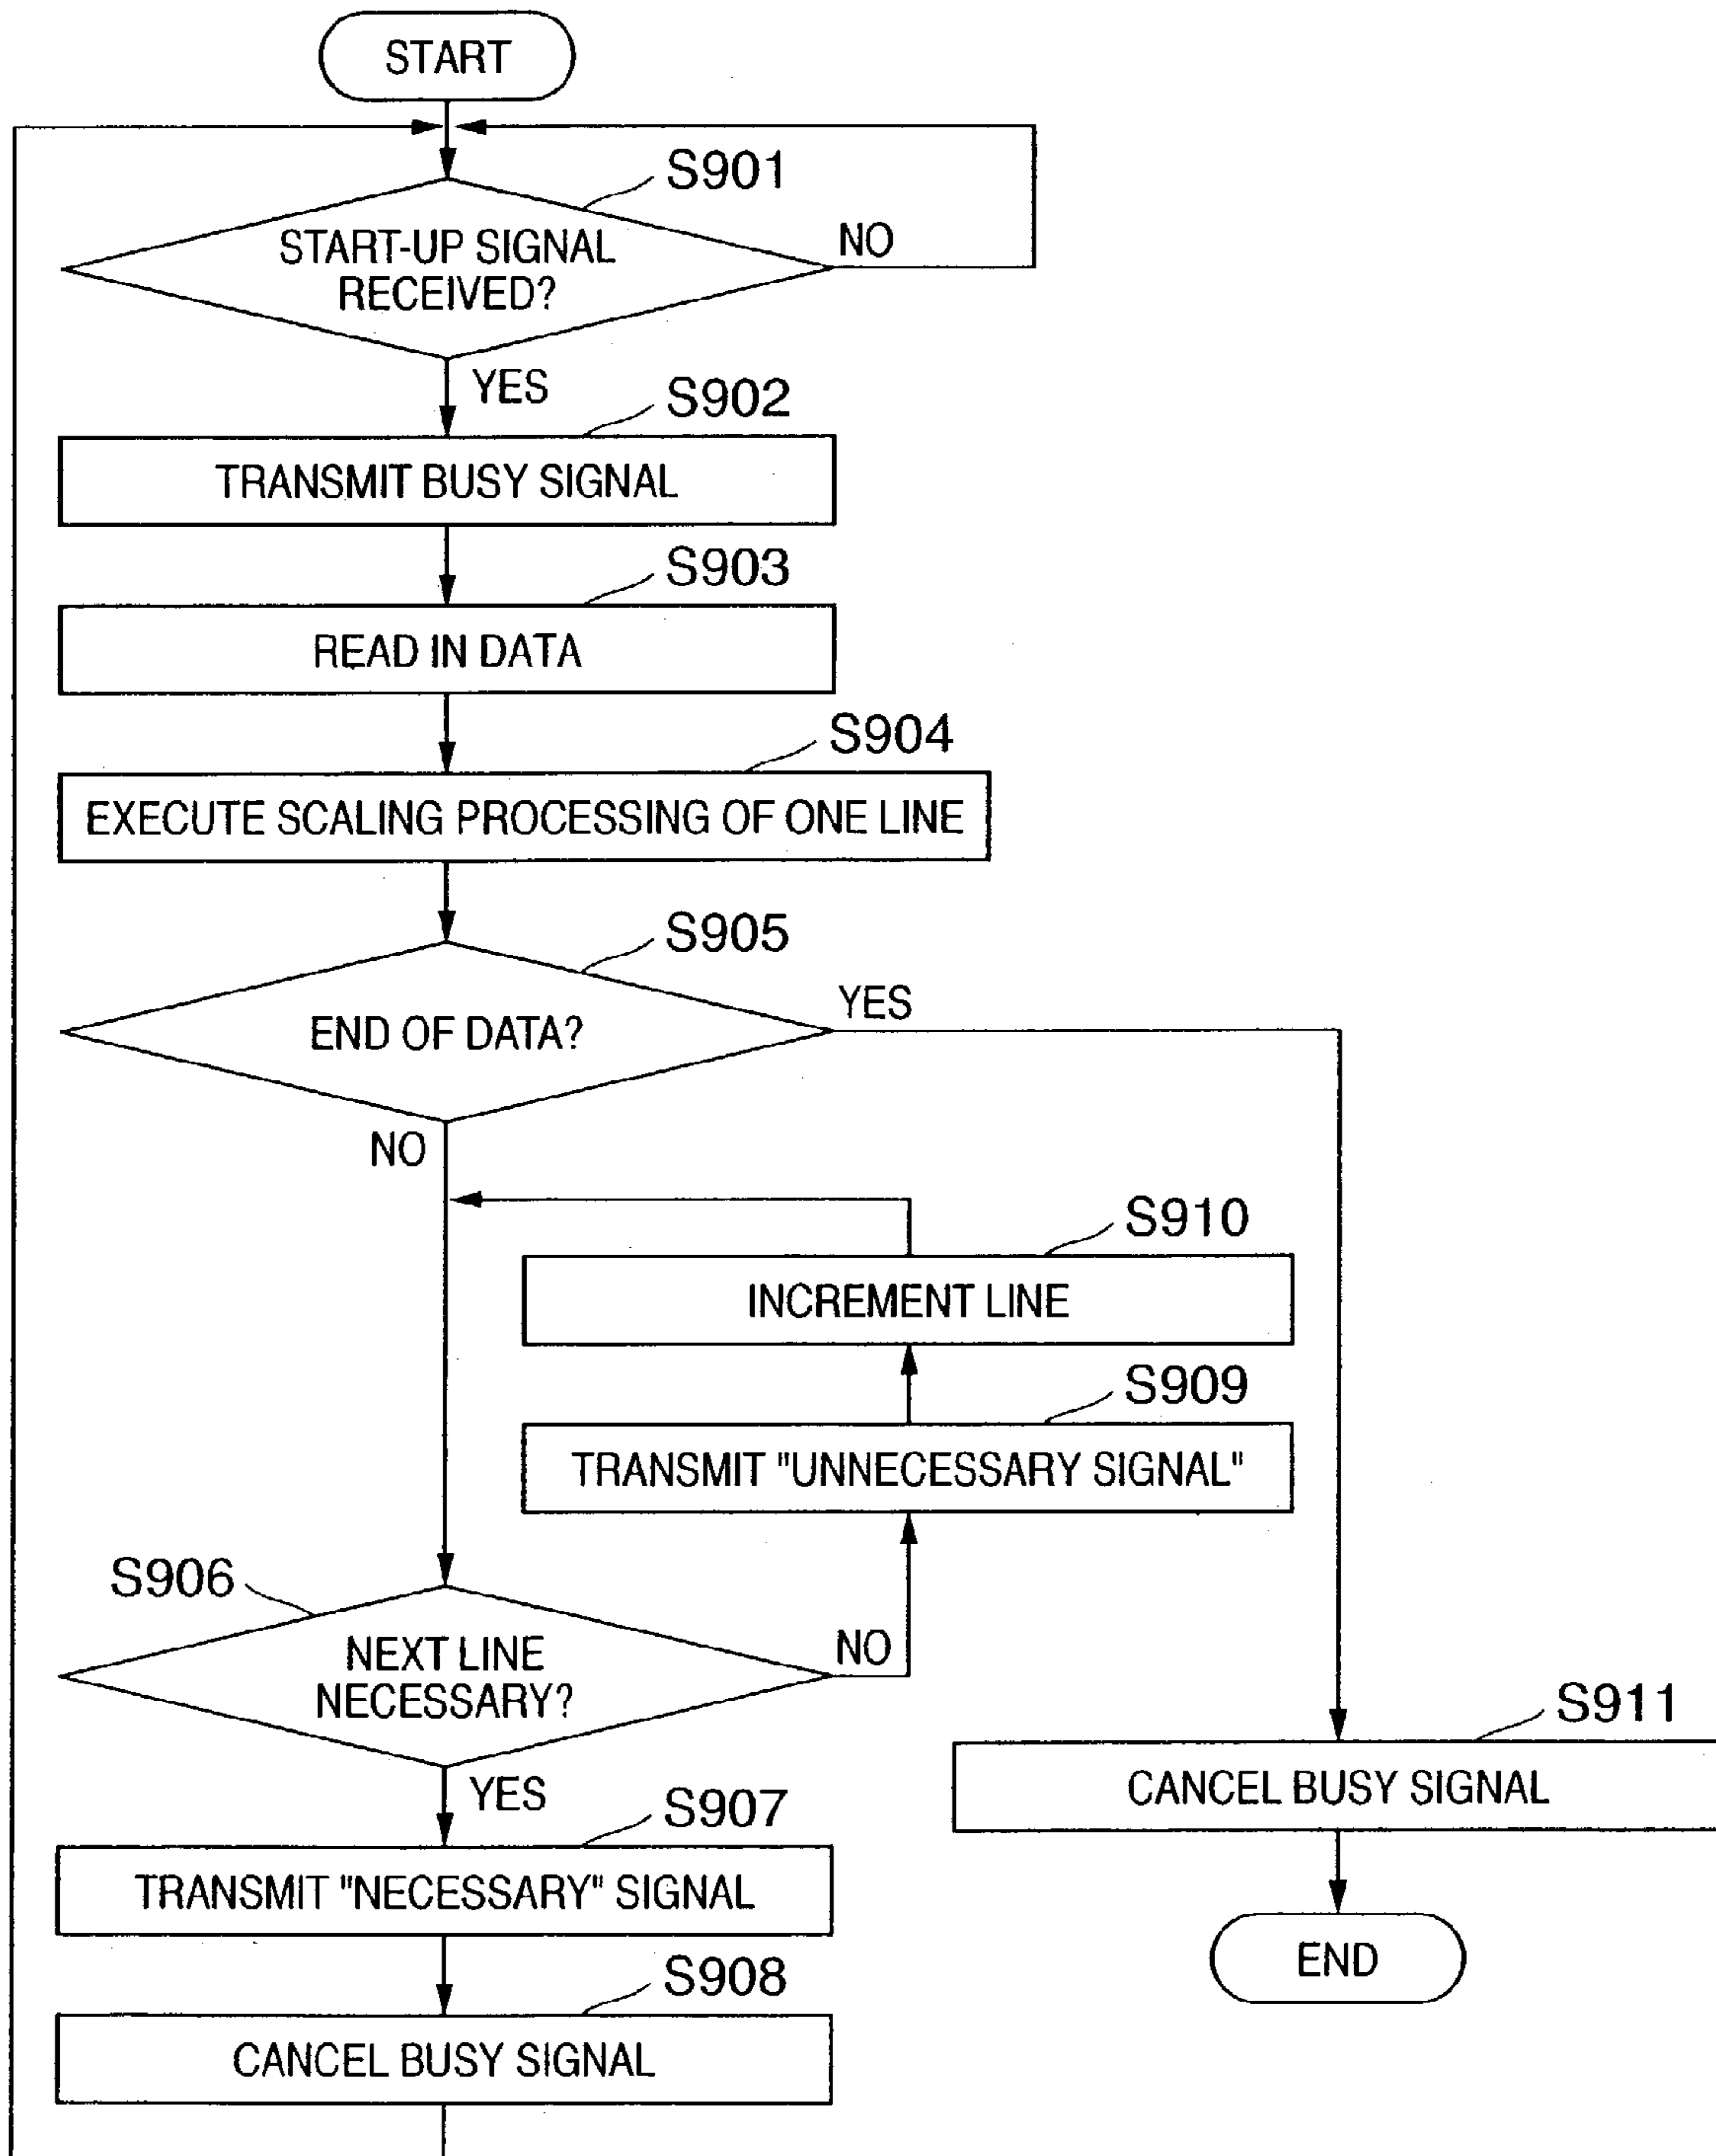 START
S901
START-UP SIGNAL
RECEIVED?
NO
YES
S902
TRANSMIT BUSY SIGNAL
S903
READ IN DATA
S904
EXECUTE SCALING PROCESSING OF ONE LINE
S905
END OF DATA?
YES
NO
S910
INCREMENT LINE
S909
TRANSMIT "UNNECESSARY SIGNAL"
S906
NEXT LINE
NECESSARY?
NO
YES
S907
TRANSMIT "NECESSARY" SIGNAL
S908
CANCEL BUSY SIGNAL
S911
CANCEL BUSY SIGNAL
END